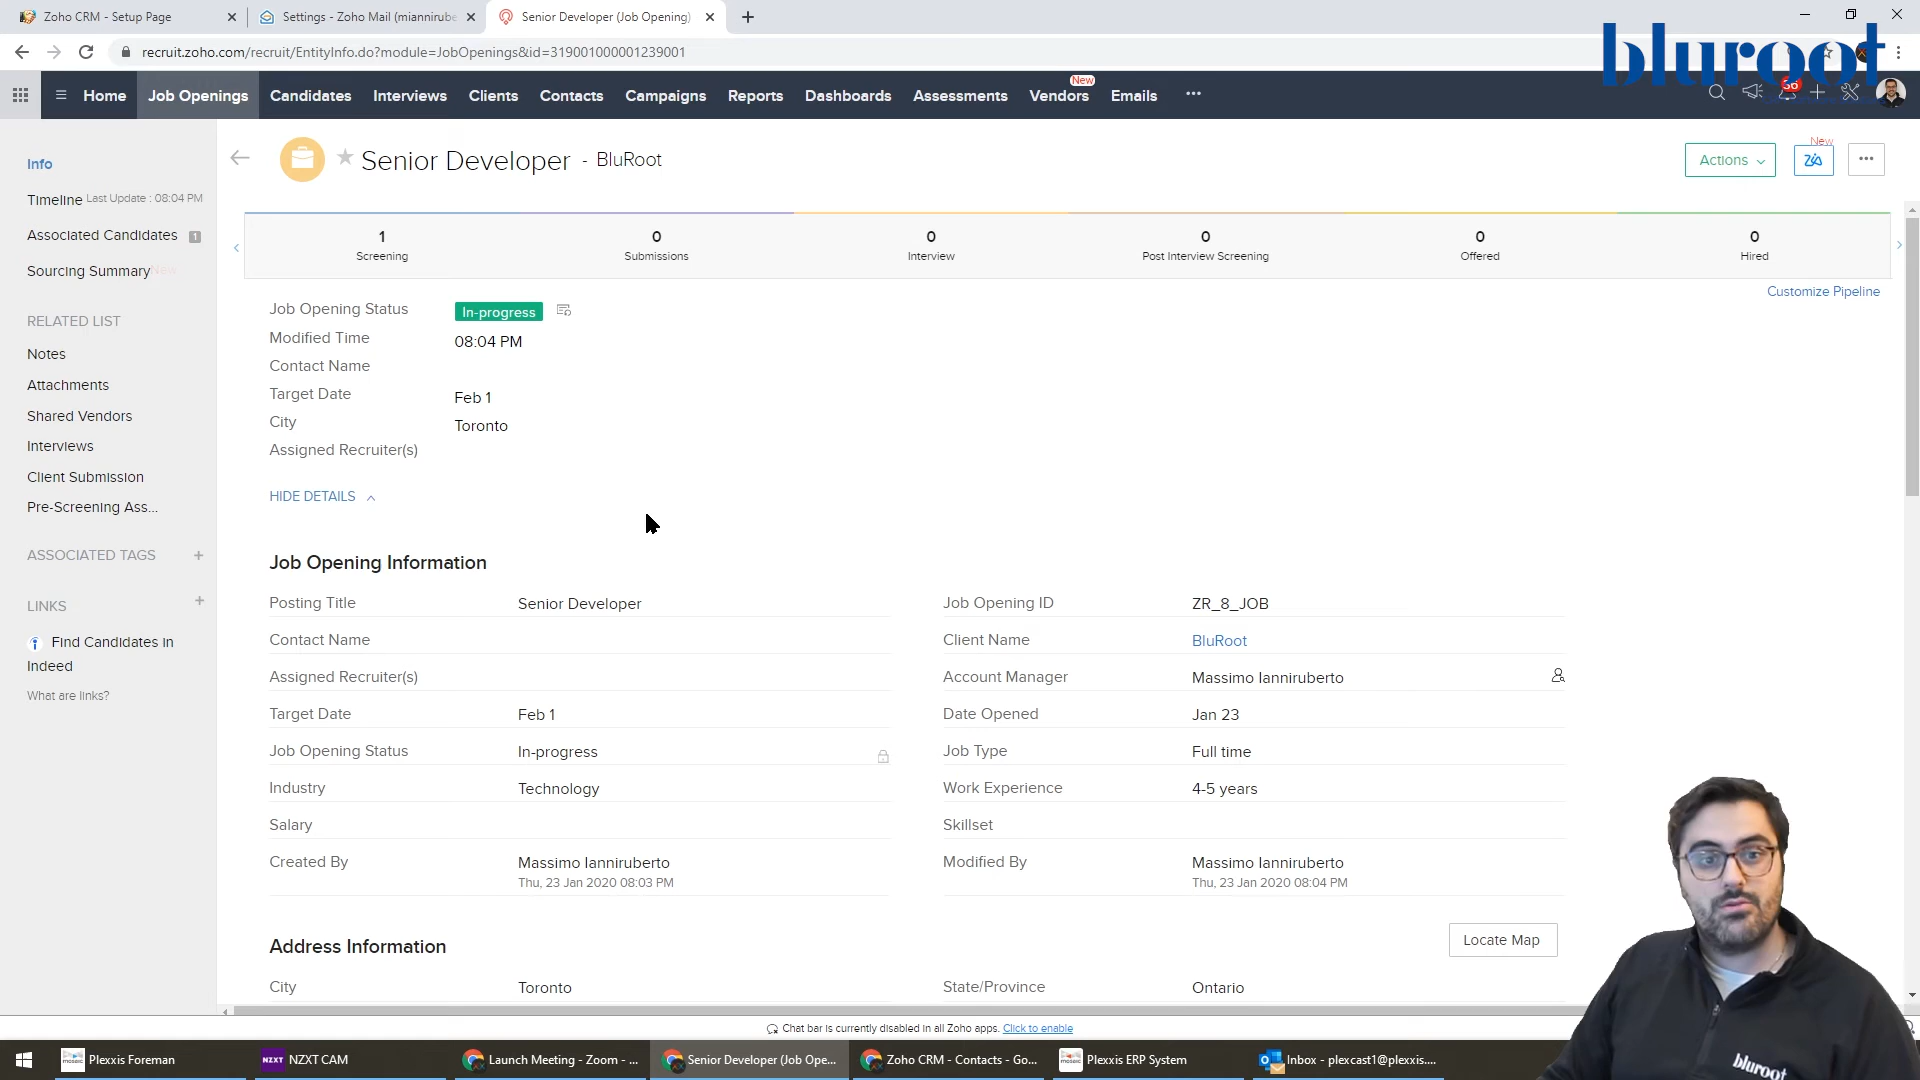 Zoho CRM - Setup Page
Settings - Zoho Mail (miannirube
Senior Developer (Job Opening)
recruit.zoho.com/recruit/EntityInfo.do?module=JobOpenings&id=319001000001239001
bluroot
Home
Job Openings
Candidates
Interviews
Clients
Contacts
Campaigns
Reports
Dashboards
Assessments
New
Vendors
Emails
56
Info
Timeline Last Update : 08:04 PM
Associated Candidates 1
Sourcing Summary New
RELATED LIST
Notes
Attachments
Shared Vendors
Interviews
Client Submission
Pre-Screening Ass...
ASSOCIATED TAGS +
LINKS +
Find Candidates in
Indeed
What are links?
Senior Developer - BluRoot
Actions
New
Zia
1
Screening
0
Submissions
0
Interview
0
Post Interview Screening
0
Offered
0
Hired
Customize Pipeline
Job Opening Status In-progress
Modified Time 08:04 PM
Contact Name
Target Date Feb 1
City Toronto
Assigned Recruiter(s)
HIDE DETAILS
Job Opening Information
Posting Title Senior Developer
Job Opening ID ZR_8_JOB
Contact Name
Client Name BluRoot
Assigned Recruiter(s)
Account Manager Massimo Ianniruberto
Target Date Feb 1
Date Opened Jan 23
Job Opening Status In-progress
Job Type Full time
Industry Technology
Work Experience 4-5 years
Salary
Skillset
Created By Massimo Ianniruberto
Thu, 23 Jan 2020 08:03 PM
Modified By Massimo Ianniruberto
Thu, 23 Jan 2020 08:04 PM
Address Information
Locate Map
City Toronto
State/Province Ontario
Chat bar is currently disabled in all Zoho apps. Click to enable
Plexxis Foreman
NZXT NZXT CAM
Launch Meeting - Zoom - ...
Senior Developer (Job Ope...
Zoho CRM - Contacts - Go...
Plexxis ERP System
Inbox - plexcast1@plexxis....
bluroot